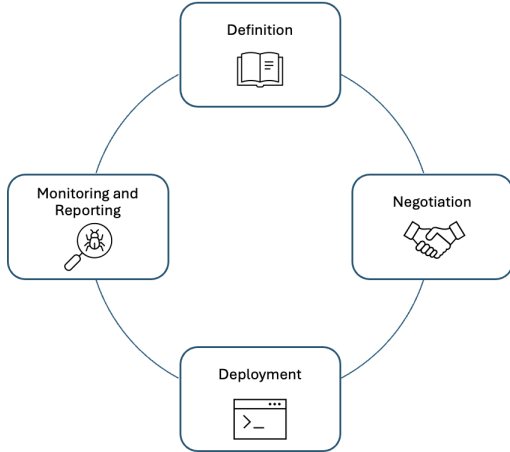 Definition
Negotiation
Monitoring and
Reporting
Deployment
>_